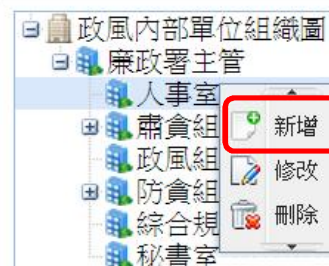 政風內部單位組織圖
廉政署主管
人事室
肅貪組
政風組
防貪組
綜合規
秘書室
新增
修改
刪除